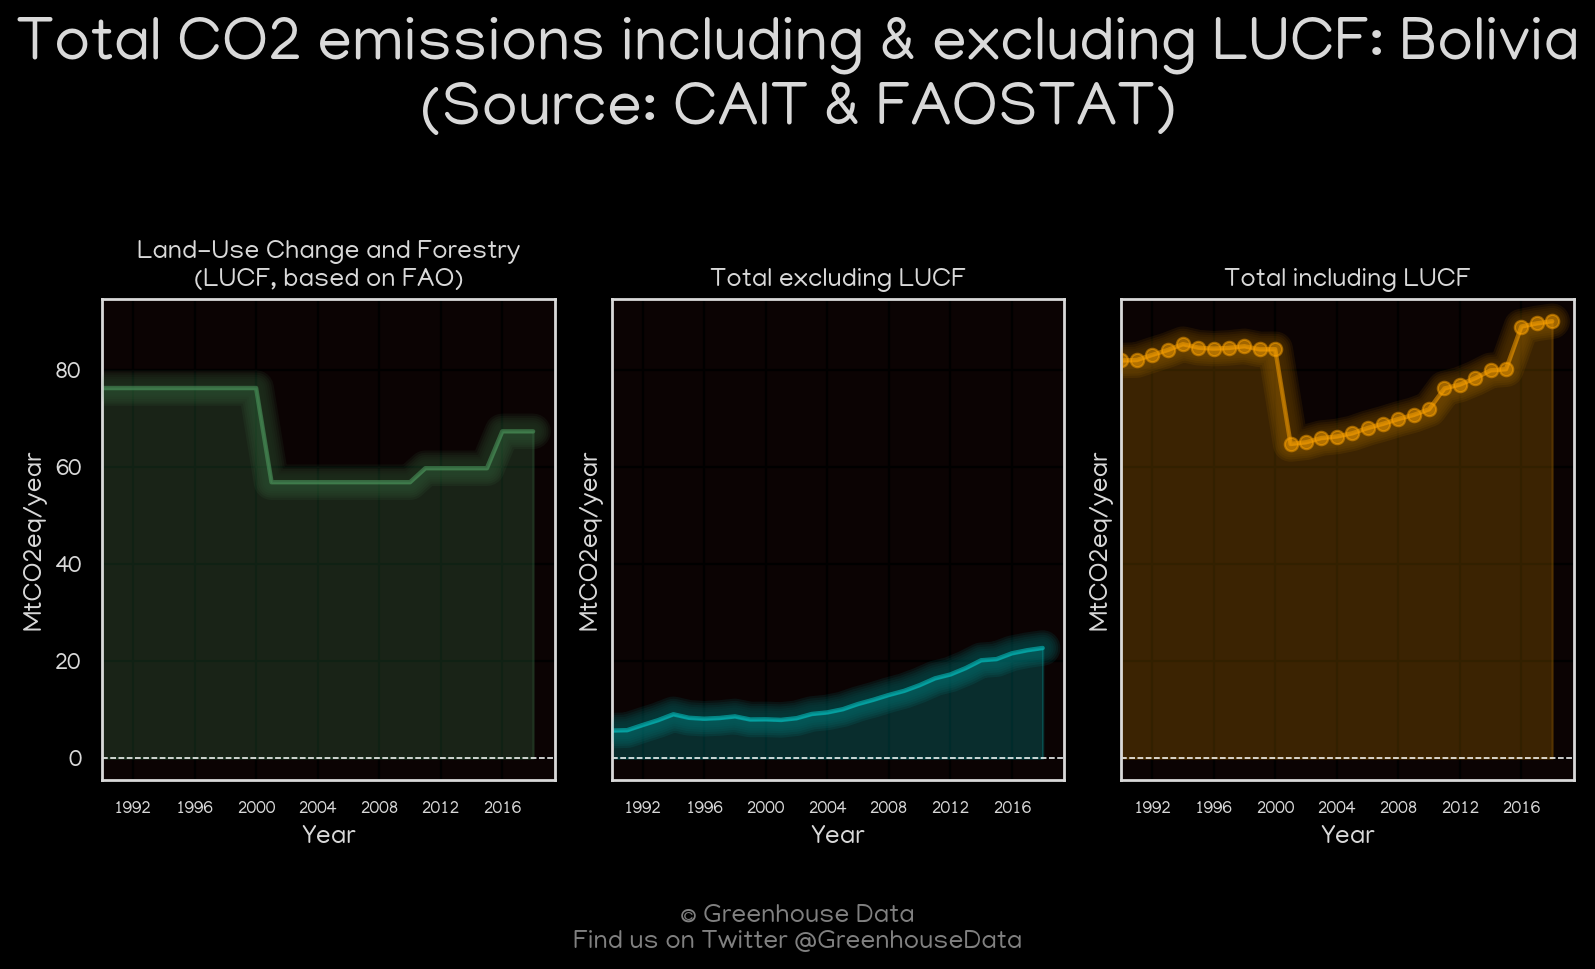 Total CO2 emissions including & excluding LUCF: Bolivia
(Source: CAIT & FAOSTAT)
Land-Use Change and Forestry
(LUCF, based on FAO)
MtCO2eq/year
80
60
40
20
0
1992 1996 2000 2004 2008 2012 2016
Year
Total excluding LUCF
MtCO2eq/year
1992 1996 2000 2004 2008 2012 2016
Year
Total including LUCF
MtCO2eq/year
1992 1996 2000 2004 2008 2012 2016
Year
© Greenhouse Data
Find us on Twitter @GreenhouseData